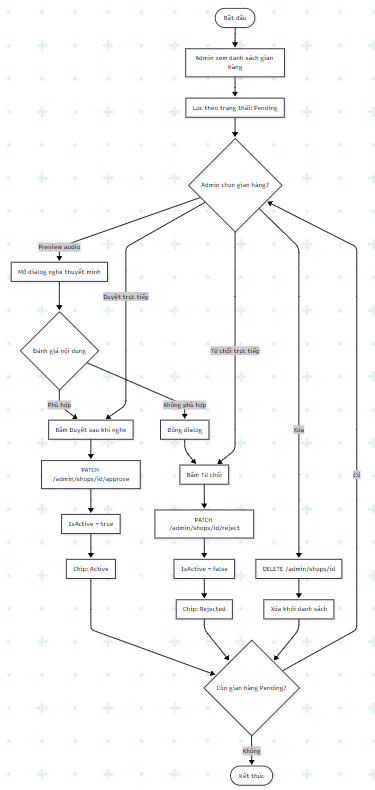 Bắt đầu
Admin xem danh sách gian
hàng
Lọc theo trạng thái: Pending
Admin chọn gian hàng?
Preview audio
Mở dialog nghe thuyết minh
Duyệt trực tiếp
Đánh giá nội dung
Từ chối trực tiếp
Phù hợp
Không phù hợp
Xóa
Bấm Duyệt sau khi nghe
Đóng dialog
Bấm Từ chối
Có
PATCH
/admin/shops/id/approve
PATCH
/admin/shops/id/reject
IsActive = true
Chip: Active
IsActive = false
DELETE /admin/shops/id
Chip: Rejected
Xóa khỏi danh sách
Còn gian hàng Pending?
Không
Kết thúc